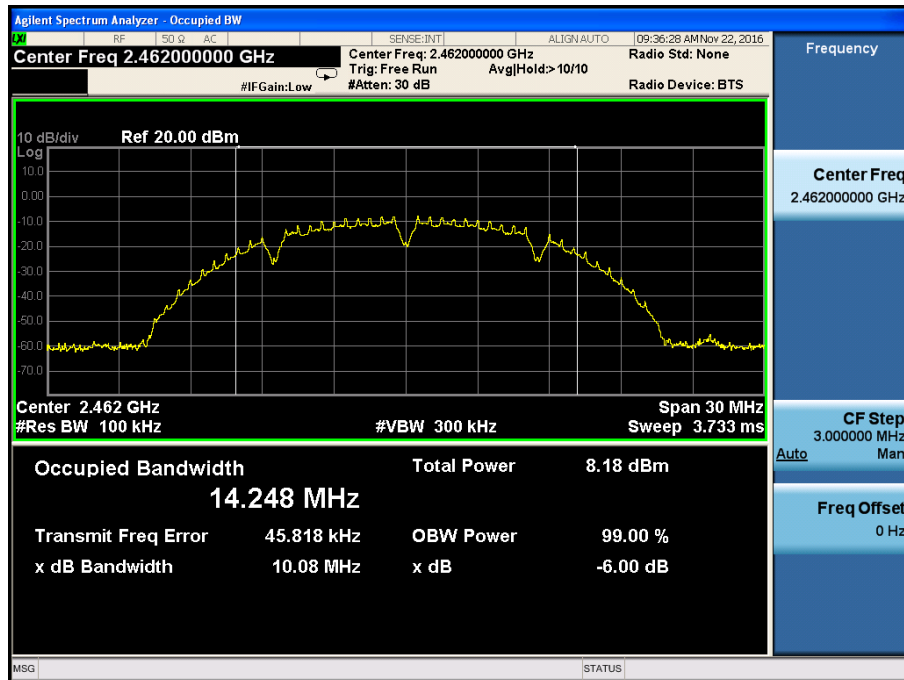 Agilent Spectrum Analyzer - Occupied BW
LXI RF 50 Ω AC SENSE:INT ALIGN AUTO 09:36:28 AM Nov 22, 2016
Center Freq 2.462000000 GHz
Center Freq: 2.462000000 GHz
Radio Std: None
Trig: Free Run Avg|Hold:>10/10
#IFGain:Low
#Atten: 30 dB
Radio Device: BTS
10 dB/div Ref 20.00 dBm
Log
10.0
0.00
-10.0
-20.0
-30.0
-40.0
-50.0
-60.0
-70.0
Center 2.462 GHz Span 30 MHz
#Res BW 100 kHz #VBW 300 kHz Sweep 3.733 ms
Occupied Bandwidth Total Power 8.18 dBm
14.248 MHz
Transmit Freq Error 45.818 kHz OBW Power 99.00 %
x dB Bandwidth 10.08 MHz x dB -6.00 dB
MSG STATUS
Frequency
Center Freq
2.462000000 GHz
CF Step
3.000000 MHz
Auto Man
Freq Offset
0 Hz